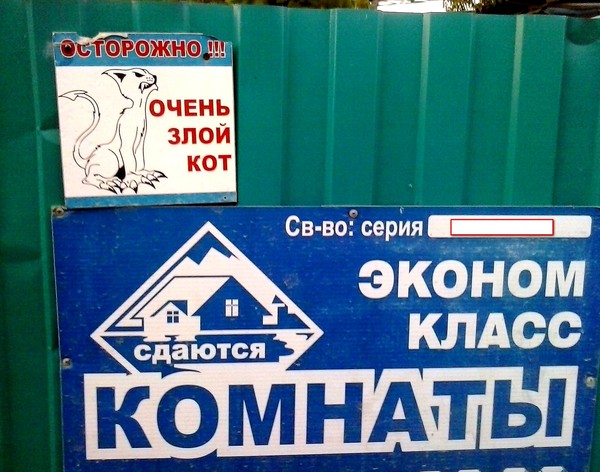 ОСТОРОЖНО !!!
ОЧЕНЬ
ЗЛОЙ
КОТ
Св-во: серия
ЭКОНОМ
КЛАСС
сдаются
КОМНАТЫ